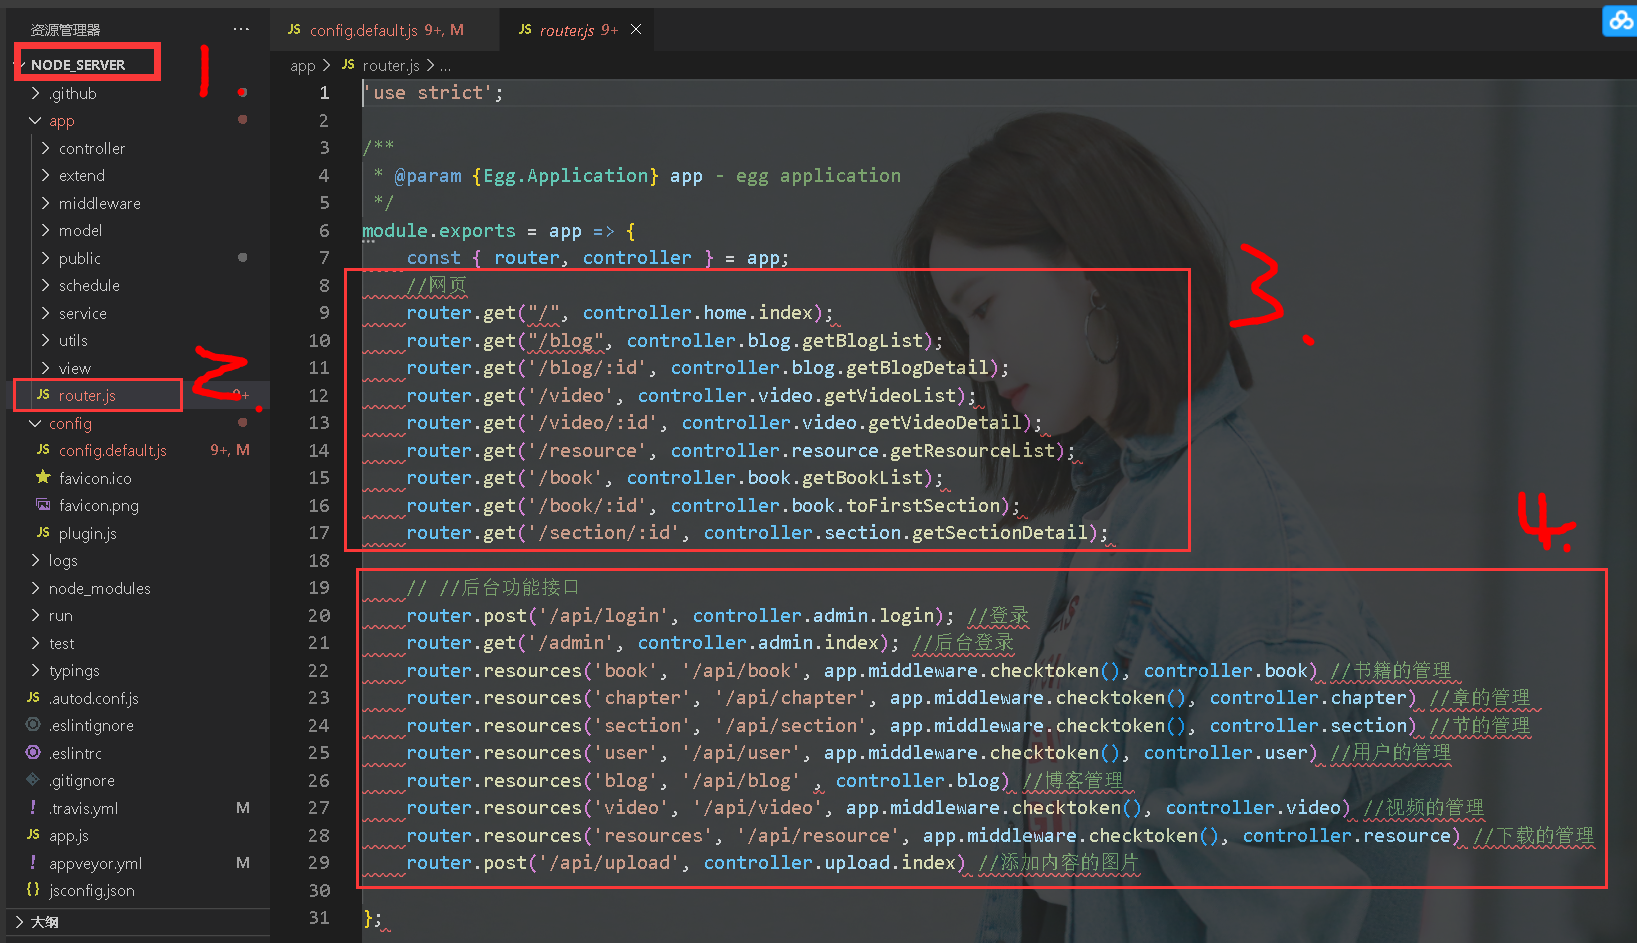 资源管理器 ···
NODE_SERVER
1.
.github
app
controller
extend
middleware
model
public
schedule
service
utils
view
JS router.js 9+
2.
config
JS config.default.js 9+, M
favicon.ico
favicon.png
JS plugin.js
logs
node_modules
run
test
typings
JS .autod.conf.js
.eslintignore
.eslintrc
.gitignore
! .travis.yml M
JS app.js
! appveyor.yml M
{} jsconfig.json
大纲
JS config.default.js 9+, M
JS router.js 9+ ×
app > JS router.js > ...
1 'use strict';
2
3 /**
4 * @param {Egg.Application} app - egg application
5 */
6 module.exports = app => {
7 const { router, controller } = app;
8 //网页
9 router.get("/", controller.home.index);
10 router.get("/blog", controller.blog.getBlogList);
11 router.get('/blog/:id', controller.blog.getBlogDetail);
12 router.get('/video', controller.video.getVideoList);
13 router.get('/video/:id', controller.video.getVideoDetail);
14 router.get('/resource', controller.resource.getResourceList);
15 router.get('/book', controller.book.getBookList);
16 router.get('/book/:id', controller.book.toFirstSection);
17 router.get('/section/:id', controller.section.getSectionDetail);
3.
18
4.
19 // //后台功能接口
20 router.post('/api/login', controller.admin.login); //登录
21 router.get('/admin', controller.admin.index); //后台登录
22 router.resources('book', '/api/book', app.middleware.checktoken(), controller.book) //书籍的管理
23 router.resources('chapter', '/api/chapter', app.middleware.checktoken(), controller.chapter) //章的管理
24 router.resources('section', '/api/section', app.middleware.checktoken(), controller.section) //节的管理
25 router.resources('user', '/api/user', app.middleware.checktoken(), controller.user) //用户的管理
26 router.resources('blog', '/api/blog' , controller.blog) //博客管理
27 router.resources('video', '/api/video', app.middleware.checktoken(), controller.video) //视频的管理
28 router.resources('resources', '/api/resource', app.middleware.checktoken(), controller.resource) //下载的管理
29 router.post('/api/upload', controller.upload.index) //添加内容的图片
30
31 };